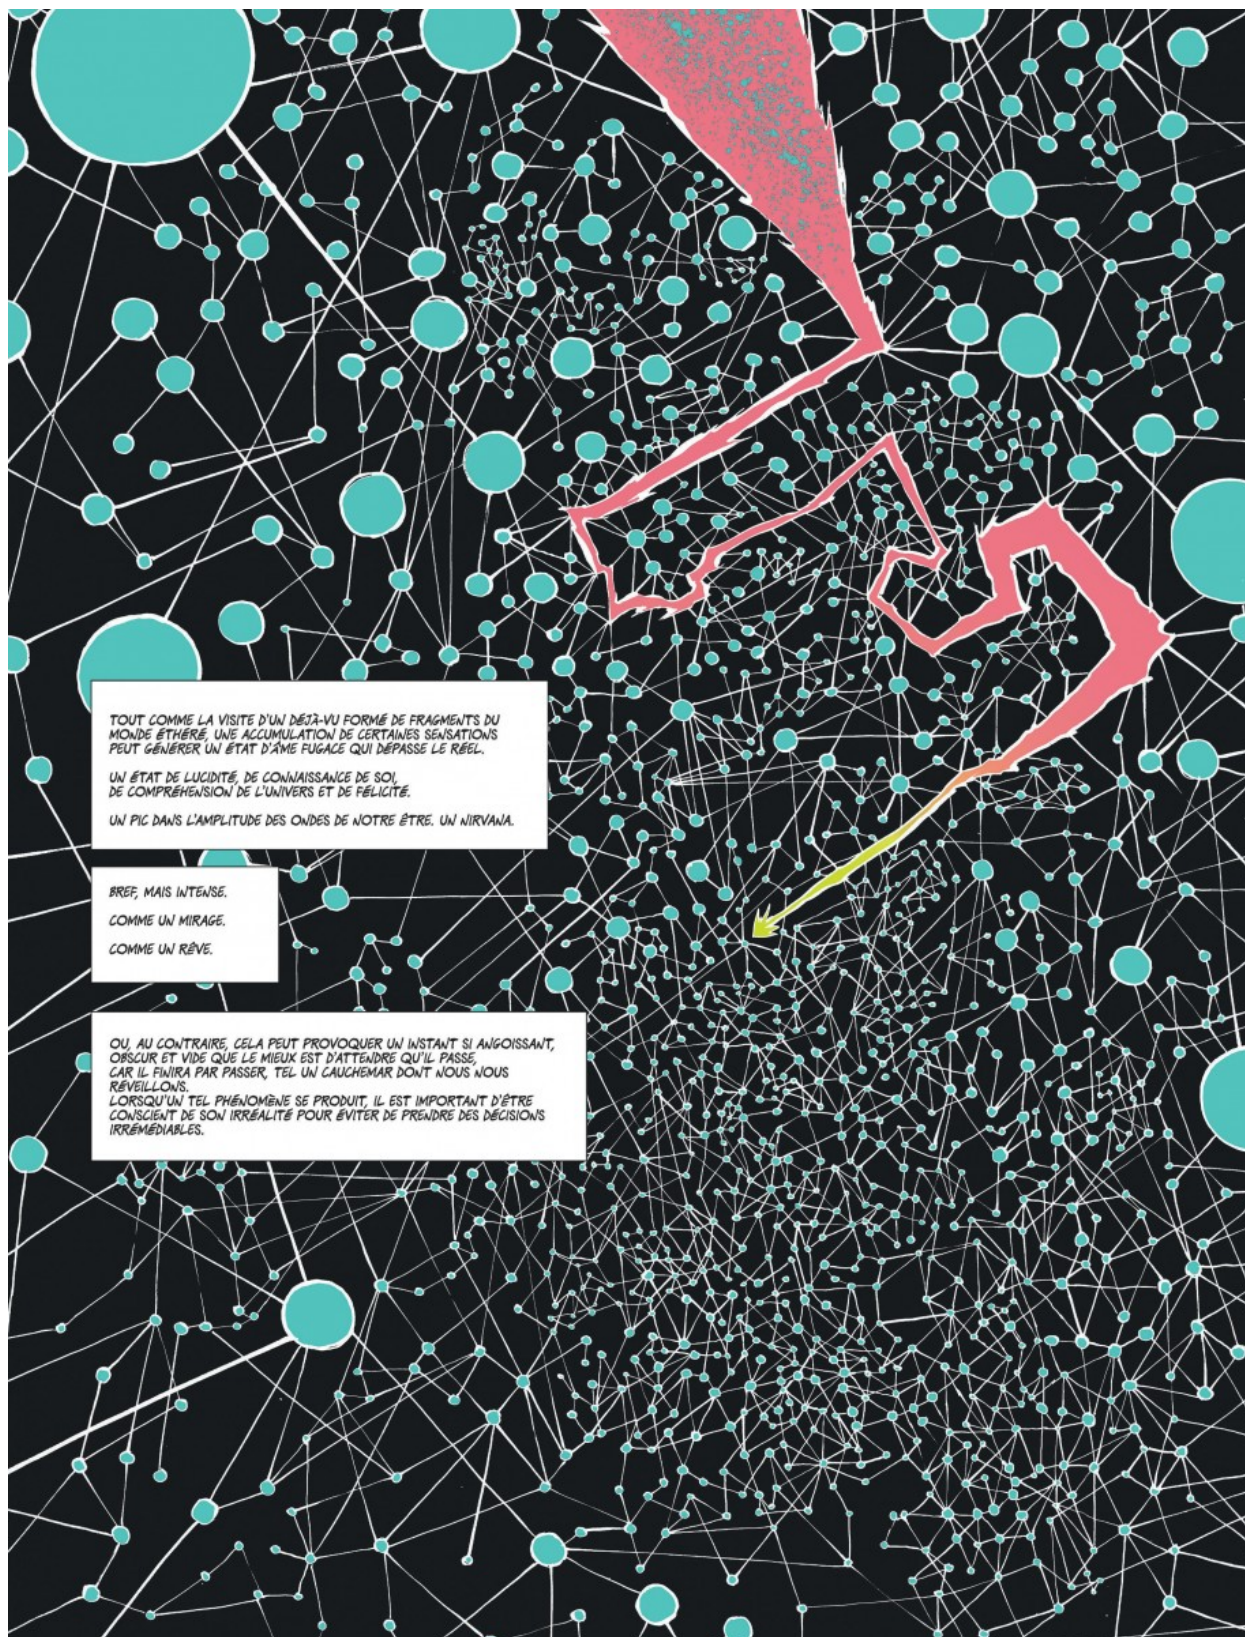 TOUT COMME LA VISITE D'UN DÉJÀ-VU FORMÉ DE FRAGMENTS DU
MONDE ÉTHÉRÉ, UNE ACCUMULATION DE CERTAINES SENSATIONS
PEUT GÉNÉRER UN ÉTAT D'ÂME FUGACE QUI DÉPASSE LE RÉEL.
UN ÉTAT DE LUCIDITÉ, DE CONNAISSANCE DE SOI,
DE COMPRÉHENSION DE L'UNIVERS ET DE FÉLICITÉ.
UN PIC DANS L'AMPLITUDE DES ONDES DE NOTRE ÊTRE. UN NIRVANA.
BREF, MAIS INTENSE.
COMME UN MIRAGE.
COMME UN RÊVE.
OU, AU CONTRAIRE, CELA PEUT PROVOQUER UN INSTANT SI ANGOISSANT,
OBSCUR ET VIDE QUE LE MIEUX EST D'ATTENDRE QU'IL PASSE,
CAR IL FINIRA PAR PASSER, TEL UN CAUCHEMAR DONT NOUS NOUS
RÉVEILLONS.
LORSQU'UN TEL PHÉNOMÈNE SE PRODUIT, IL EST IMPORTANT D'ÊTRE
CONSCIENT DE SON IRRÉALITÉ POUR ÉVITER DE PRENDRE DES DÉCISIONS
IRRÉMÉDIABLES.